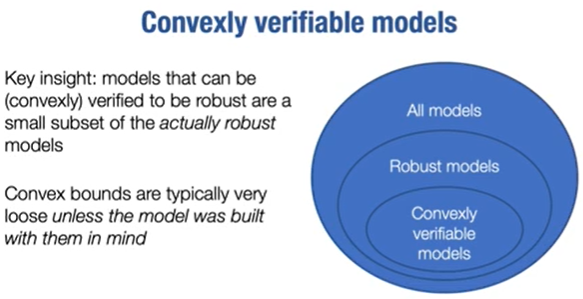 Convexly verifiable models
Key insight: models that can be
(convexly) verified to be robust are a
small subset of the actually robust
models
Convex bounds are typically very
loose unless the model was built
with them in mind
All models
Robust models
Convexly
verifiable
models